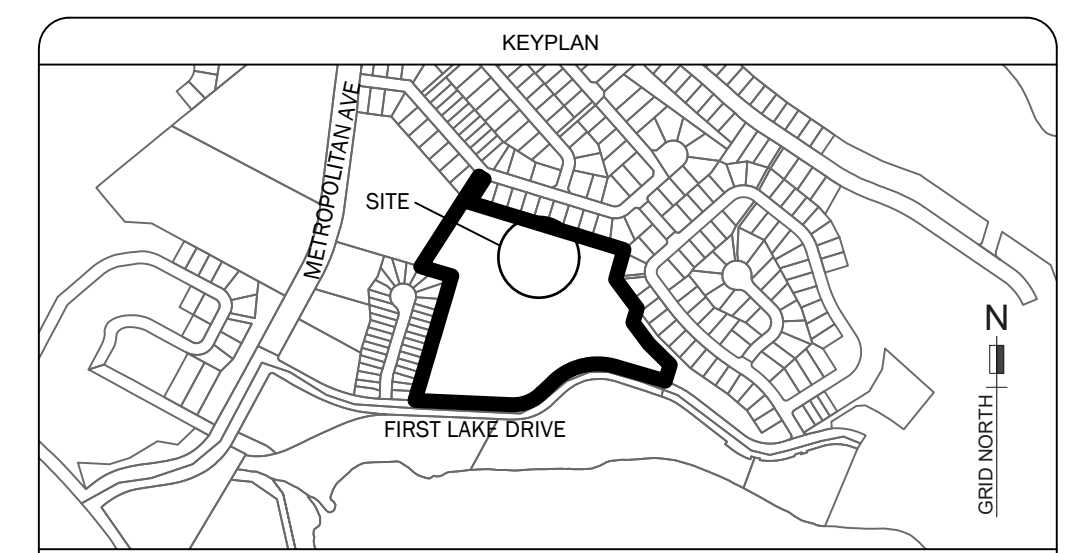 KEYPLAN
METROPOLITAN AVE
SITE
N
GRID NORTH
FIRST LAKE DRIVE